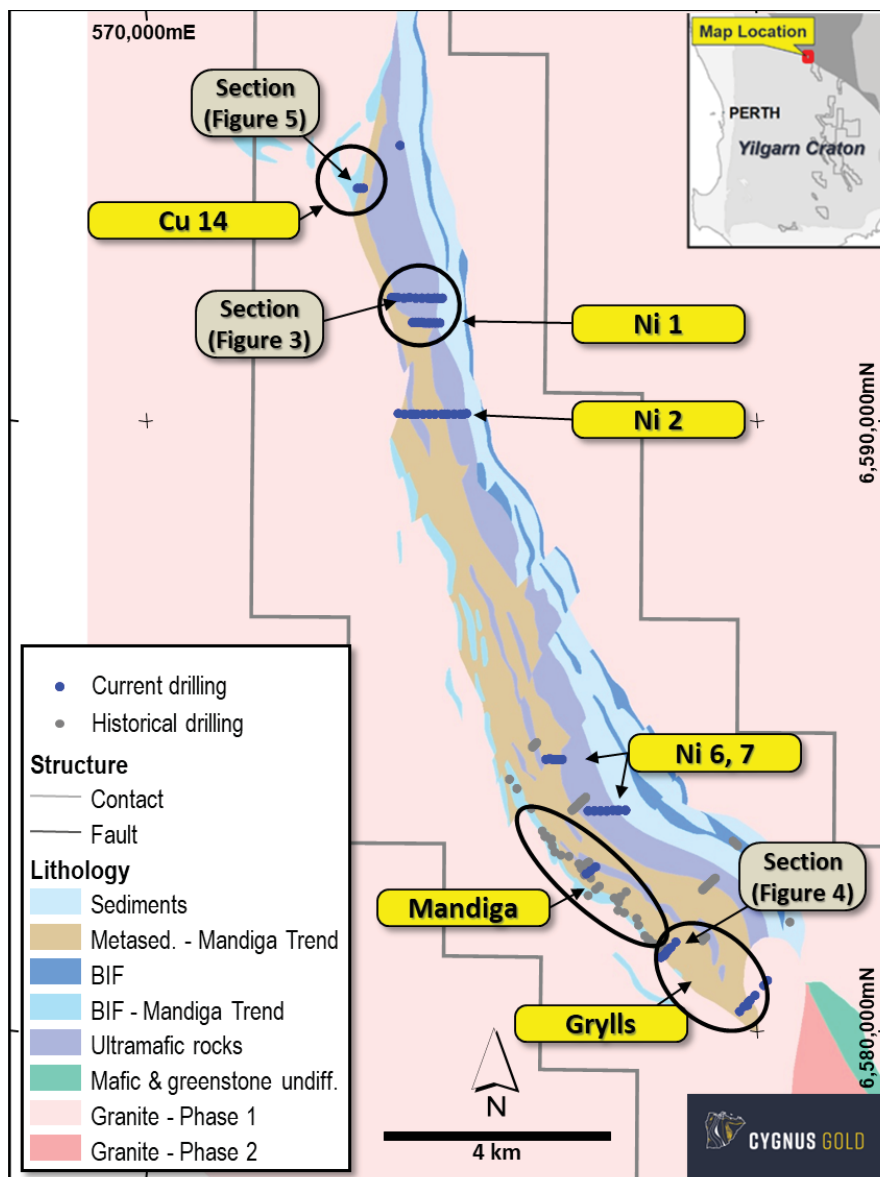 570,000mE
Map Location
PERTH
Yilgarn Craton
Section
(Figure 5)
Cu 14
Section
(Figure 3)
Ni 1
Ni 2
6,590,000mN
Ni 6, 7
Section
(Figure 4)
Mandiga
Grylls
6,580,000mN
Current drilling
Historical drilling
Structure
Contact
Fault
Lithology
Sediments
Metased. - Mandiga Trend
BIF
BIF - Mandiga Trend
Ultramafic rocks
Mafic & greenstone undiff.
Granite - Phase 1
Granite - Phase 2
N
4 km
CYGNUS GOLD